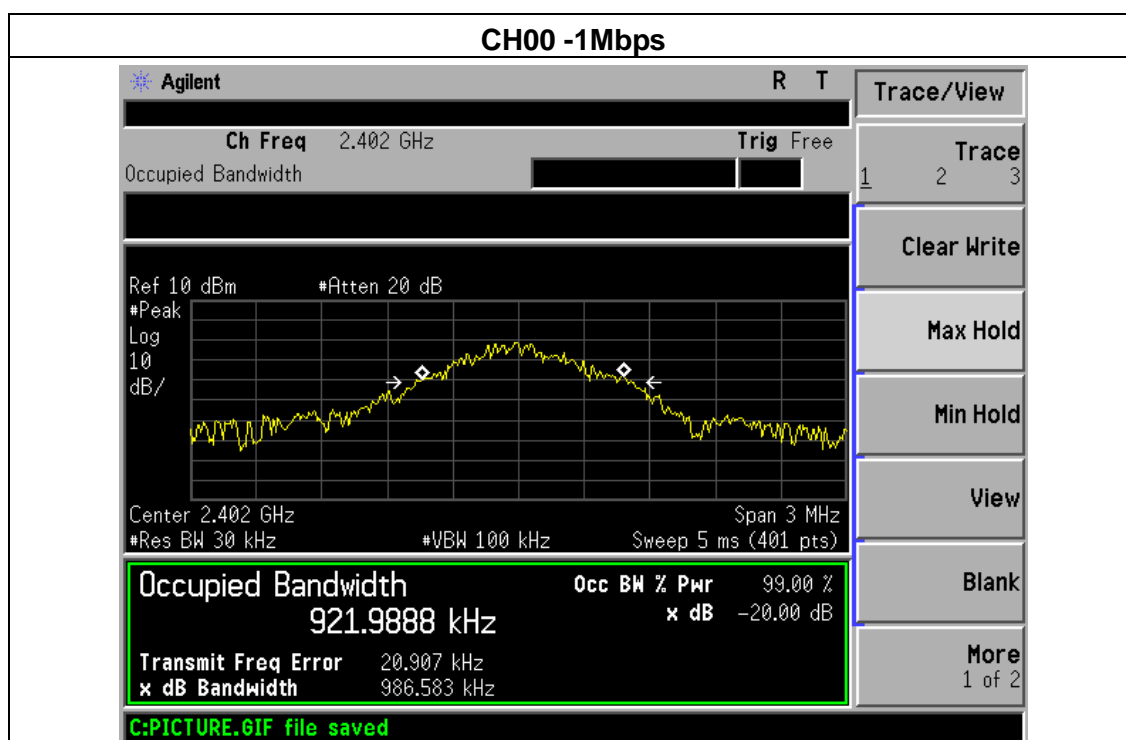 CH00 -1Mbps
Agilent R T
Trace/View
Ch Freq 2.402 GHz Trig Free
Occupied Bandwidth
Trace
1 2 3
Clear Write
Ref 10 dBm #Atten 20 dB
#Peak
Log
10
dB/
Max Hold
Min Hold
View
Center 2.402 GHz Span 3 MHz
#Res BW 30 kHz #VBW 100 kHz Sweep 5 ms (401 pts)
Occupied Bandwidth Occ BW % Pwr 99.00 %
921.9888 kHz x dB -20.00 dB
Blank
Transmit Freq Error 20.907 kHz
x dB Bandwidth 986.583 kHz
More
1 of 2
C:PICTURE.GIF file saved